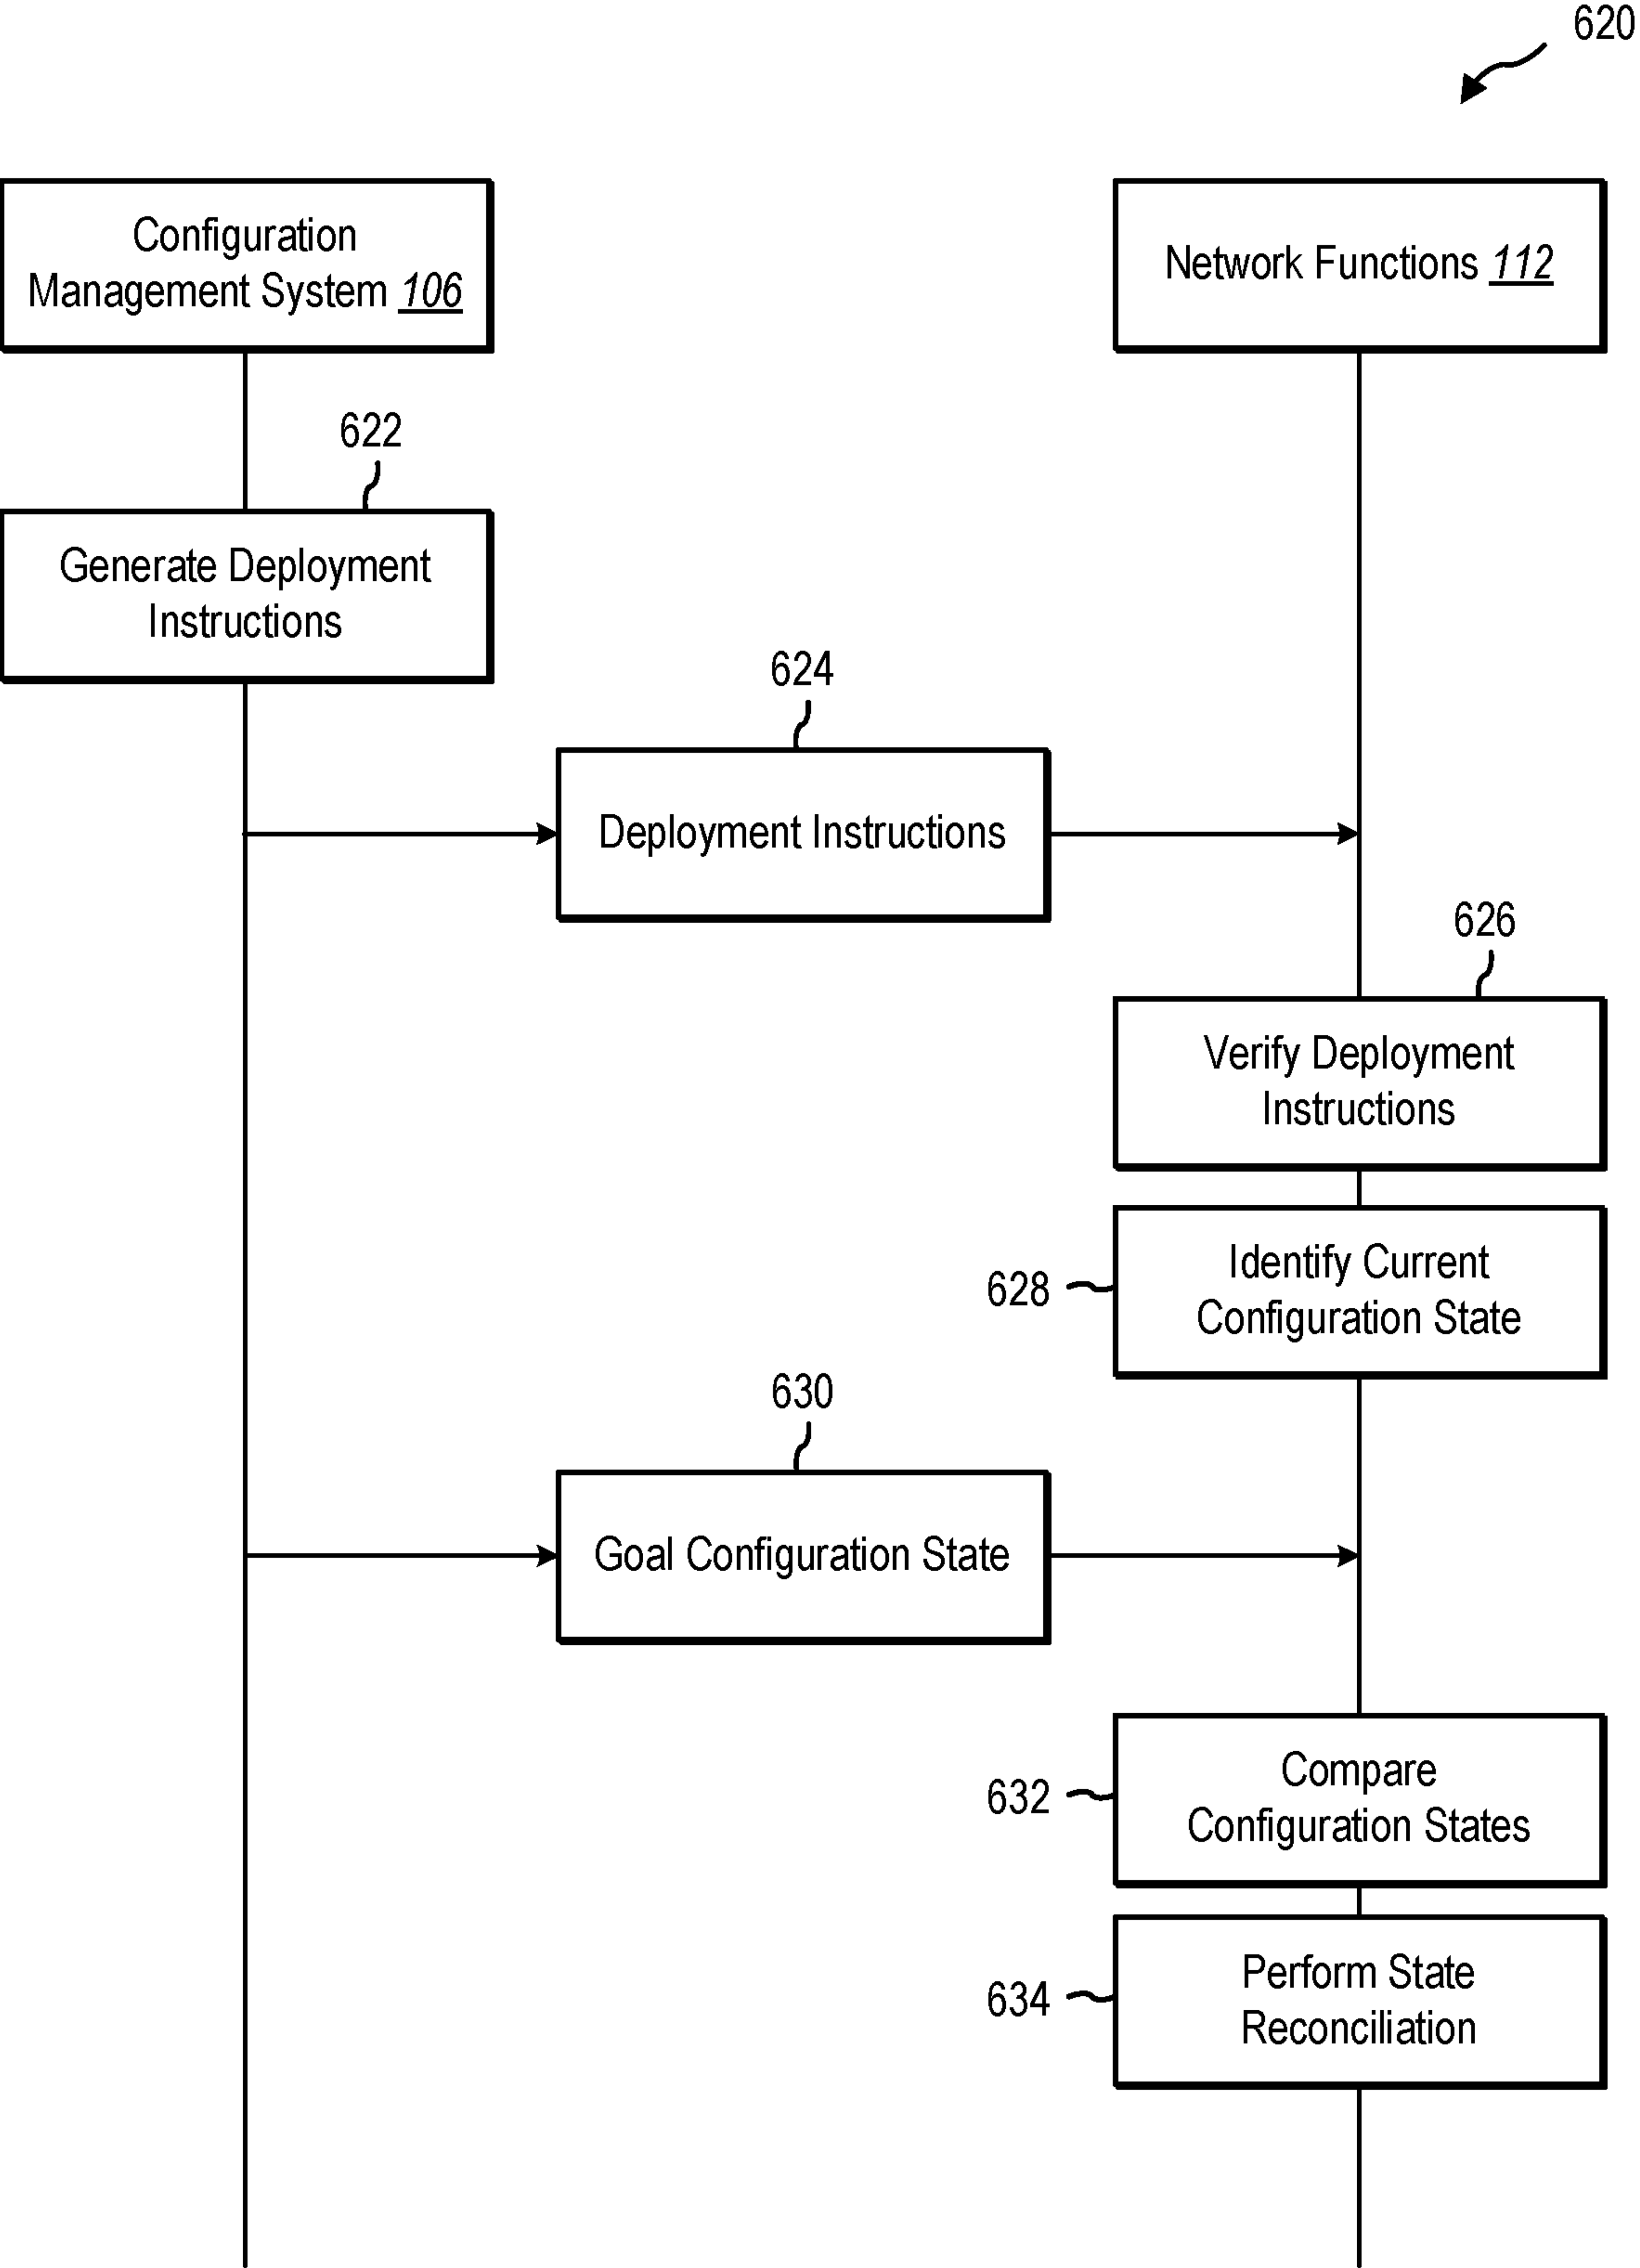 620
Configuration
Management System 106
Network Functions 112
622
Generate Deployment
Instructions
624
Deployment Instructions
626
Verify Deployment
Instructions
628
Identify Current
Configuration State
630
Goal Configuration State
632
Compare
Configuration States
634
Perform State
Reconciliation